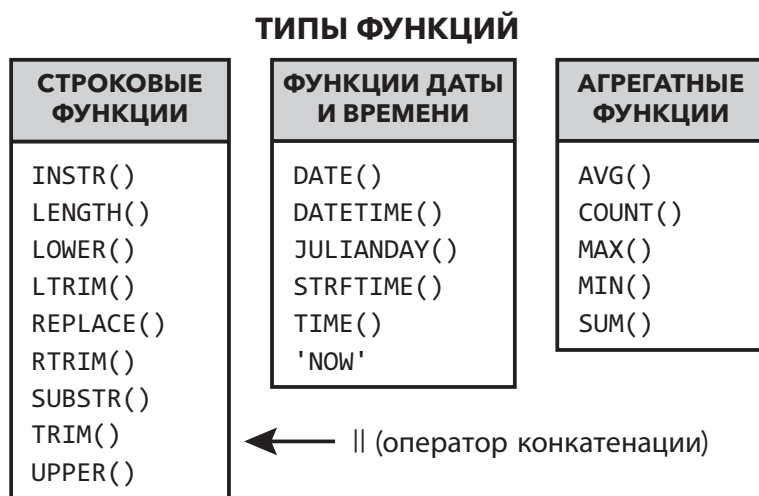 ТИПЫ ФУНКЦИЙ
СТРОКОВЫЕ
ФУНКЦИИ
INSTR()
LENGTH()
LOWER()
LTRIM()
REPLACE()
RTRIM()
SUBSTR()
TRIM()
UPPER()
ФУНКЦИИ ДАТЫ
И ВРЕМЕНИ
DATE()
DATETIME()
JULIANDAY()
STRFTIME()
TIME()
'NOW'
АГРЕГАТНЫЕ
ФУНКЦИИ
AVG()
COUNT()
MAX()
MIN()
SUM()
|| (оператор конкатенации)